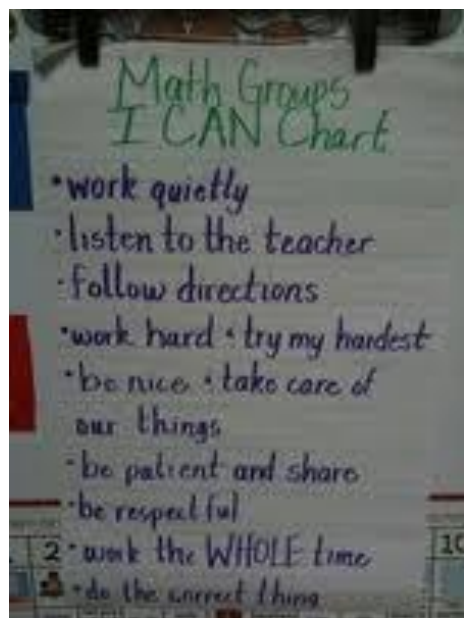 Math Groups
I CAN Chart
• work quietly
• listen to the teacher
• follow directions
• work hard & try my hardest
• be nice & take care of
our things
• be patient and share
• be respectful
2 • work the WHOLE time 10
• do the correct thing